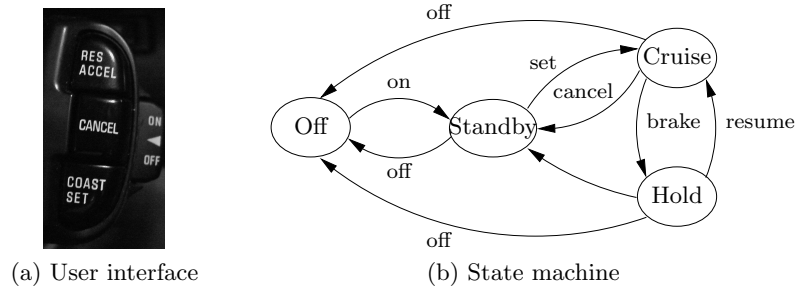 RES
ACCEL
CANCEL
ON
OFF
COAST
SET
(a) User interface
off
Cruise
set
cancel
on
Off
Standby
brake
resume
off
Hold
off
(b) State machine